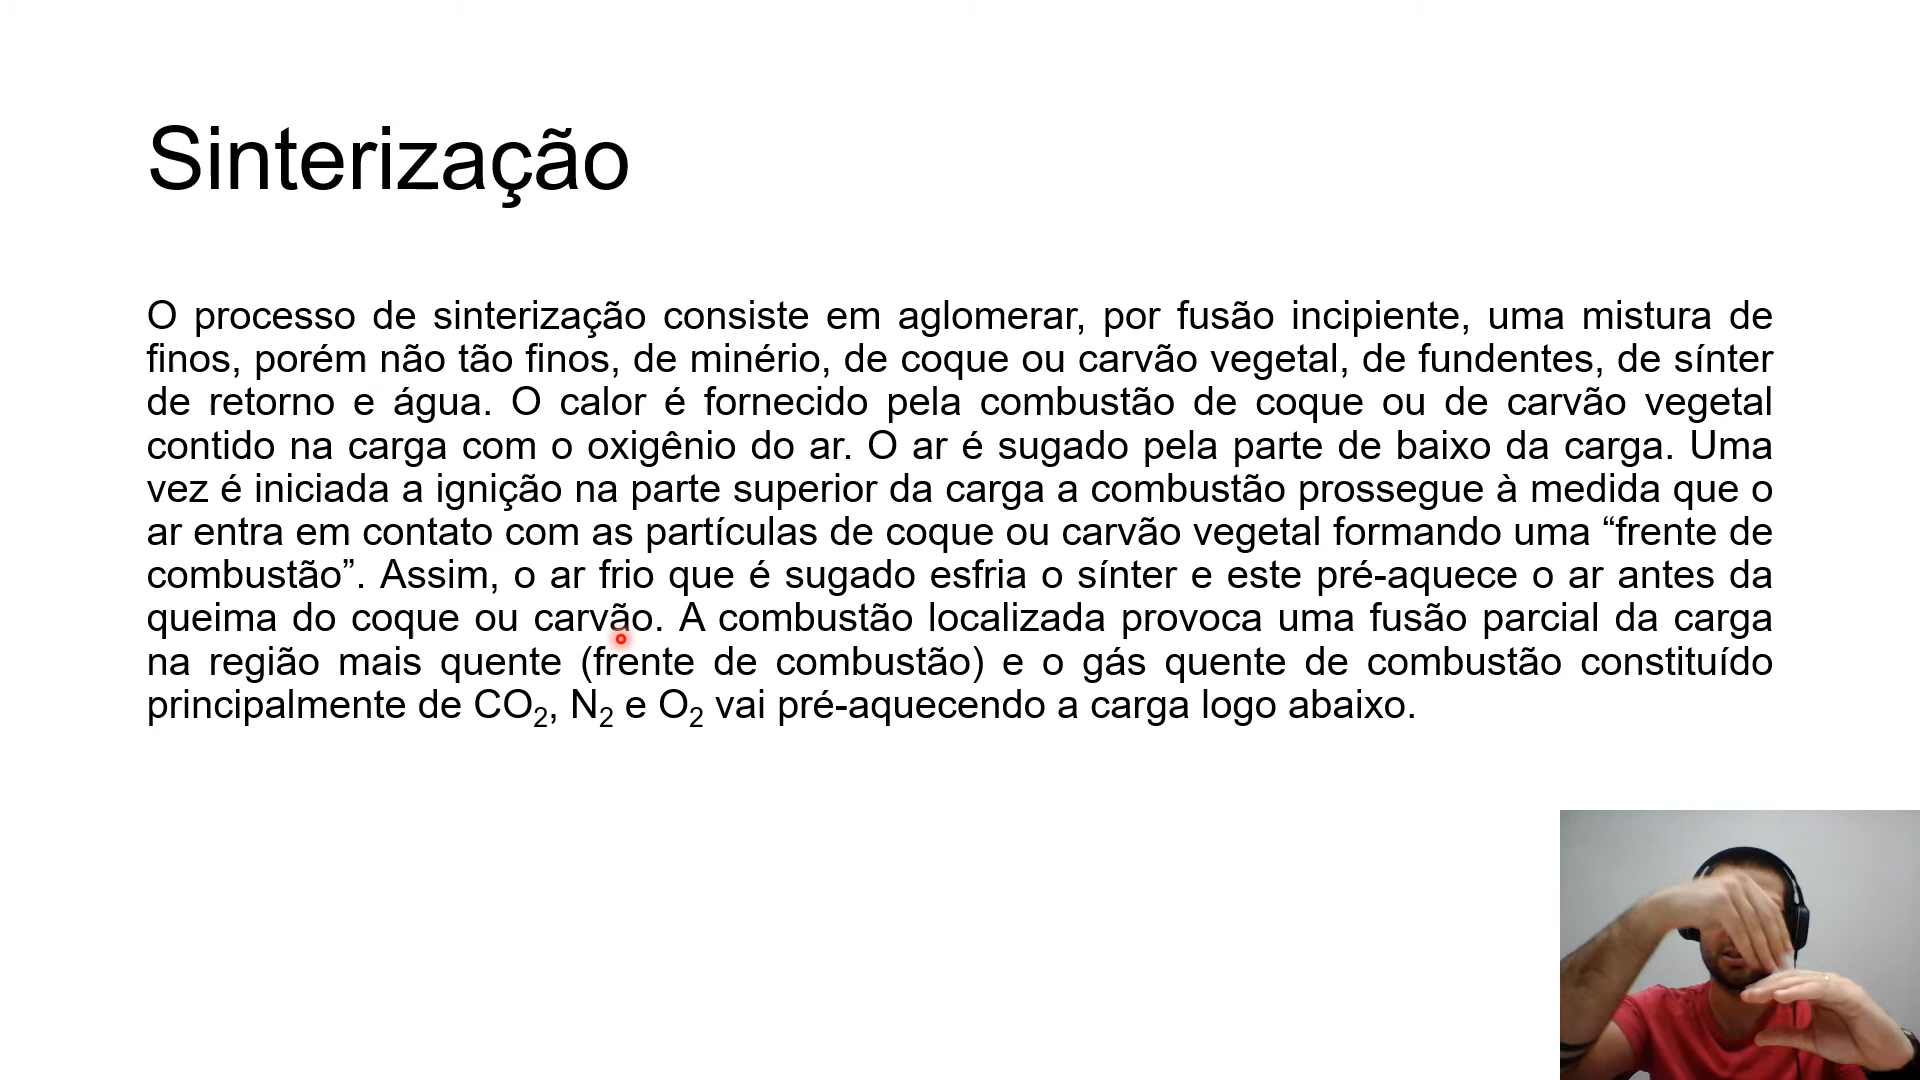 Sinterização
O processo de sinterização consiste em aglomerar, por fusão incipiente, uma mistura de
finos, porém não tão finos, de minério, de coque ou carvão vegetal, de fundentes, de sínter
de retorno e água. O calor é fornecido pela combustão de coque ou de carvão vegetal
contido na carga com o oxigênio do ar. O ar é sugado pela parte de baixo da carga. Uma
vez é iniciada a ignição na parte superior da carga a combustão prossegue à medida que o
ar entra em contato com as partículas de coque ou carvão vegetal formando uma “frente de
combustão”. Assim, o ar frio que é sugado esfria o sínter e este pré-aquece o ar antes da
queima do coque ou carvão. A combustão localizada provoca uma fusão parcial da carga
na região mais quente (frente de combustão) e o gás quente de combustão constituído
principalmente de CO₂, N₂ e O₂ vai pré-aquecendo a carga logo abaixo.